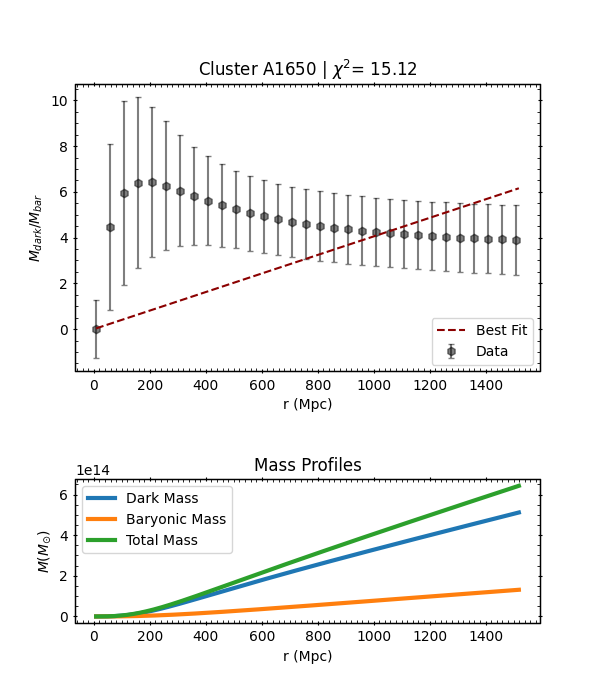 Cluster A1650 | χ²= 15.12
M_dark/M_bar
10
8
6
4
2
0
Best Fit
Data
0 200 400 600 800 1000 1200 1400
r (Mpc)
Mass Profiles
1e14
M(M_⊙)
6
4
2
0
Dark Mass
Baryonic Mass
Total Mass
0 200 400 600 800 1000 1200 1400
r (Mpc)